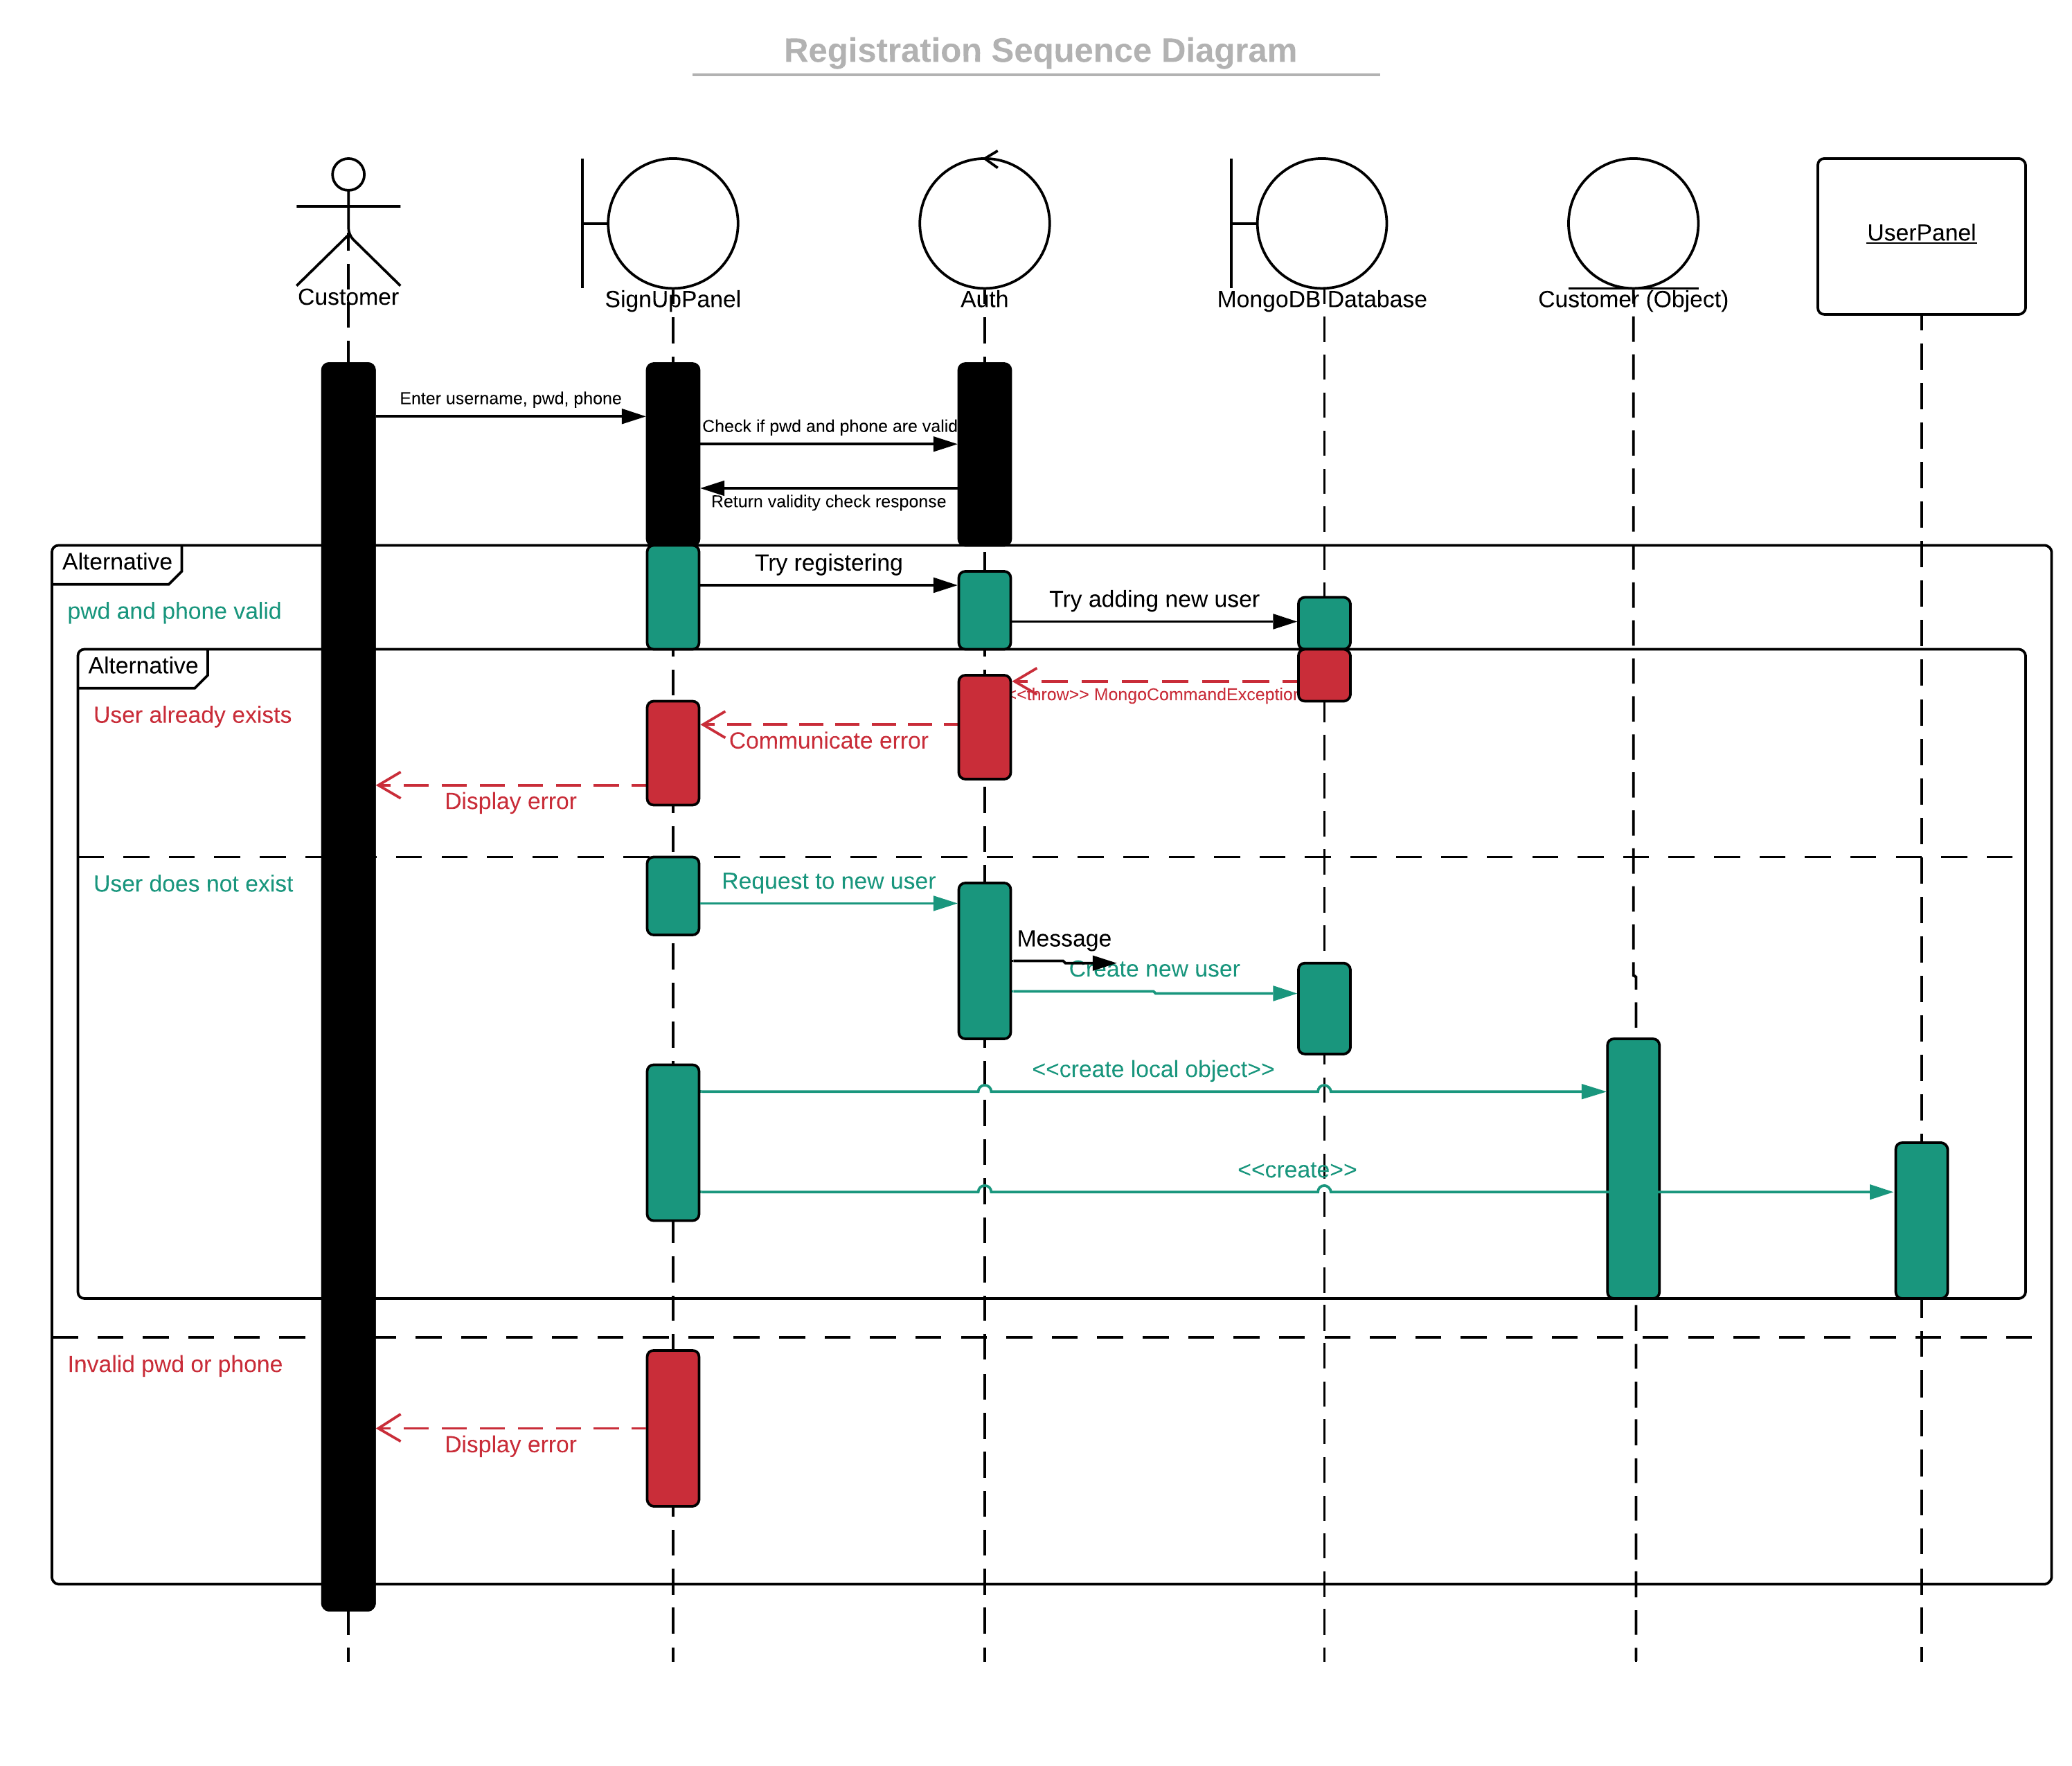 Registration Sequence Diagram
UserPanel
Customer
SignUpPanel
Auth
MongoDB Database
Customer (Object)
Enter username, pwd, phone
Check if pwd and phone are valid
Return validity check response
Alternative
Try registering
Try adding new user
pwd and phone valid
Alternative
<<throw>> MongoCommandException
User already exists
Communicate error
Display error
User does not exist
Request to new user
Message
Create new user
<<create local object>>
<<create>>
Invalid pwd or phone
Display error